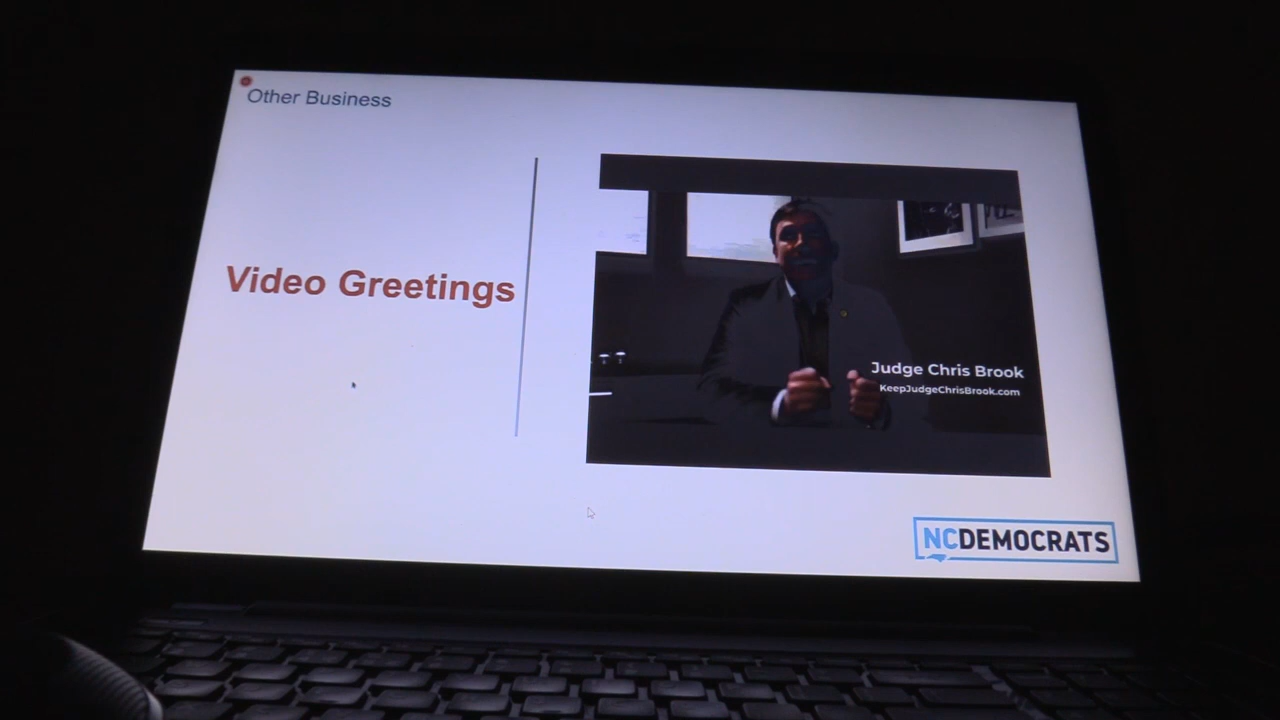 Other Business
Video Greetings
Judge Chris Brook
KeepJudgeChrisBrook.com
NCDEMOCRATS